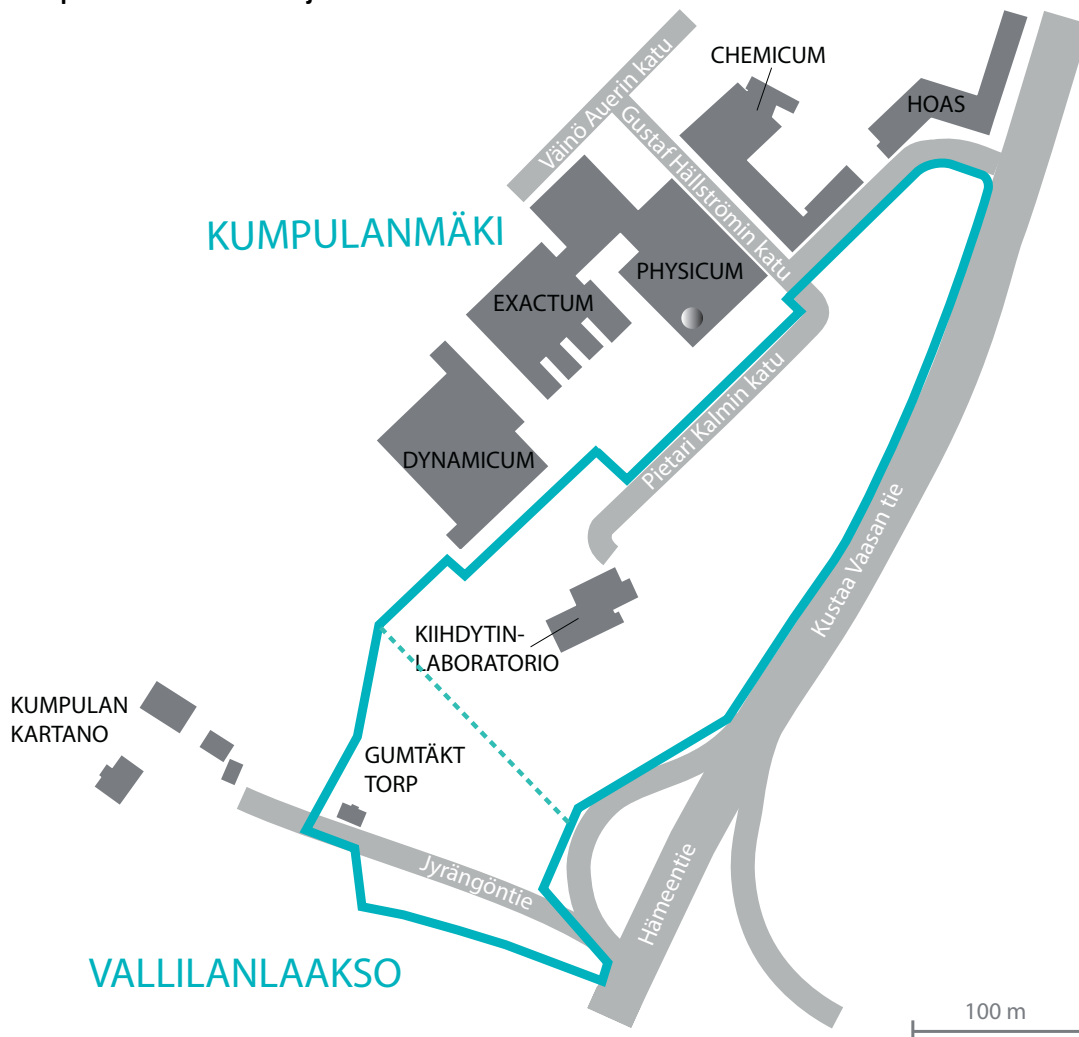 CHEMICUM
HOAS
Väinö Auerin katu
Gustaf Hällströmin katu
KUMPULANMÄKI
PHYSICUM
EXACTUM
Pietari Kalmin katu
DYNAMICUM
Kustaa Vaasan tie
KIIHDYTIN-
LABORATORIO
KUMPULAN
KARTANO
GUMTÄKT
TORP
Jyrängöntie
Hämeentie
VALLILANLAAKSO
100 m